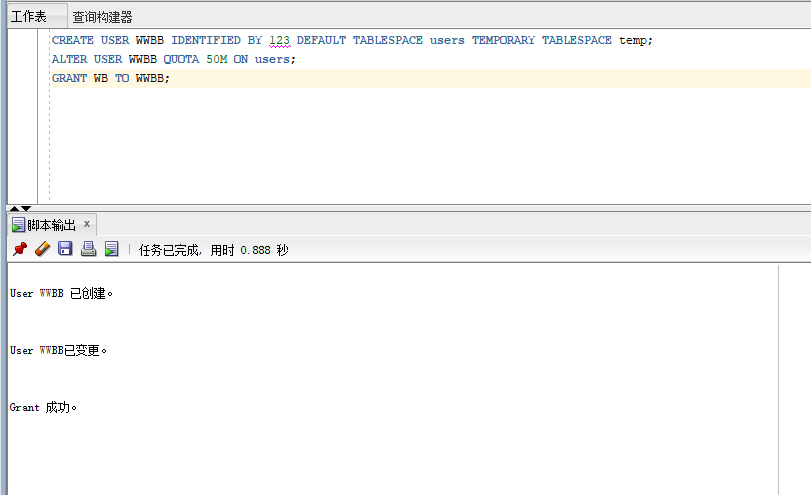 工作表 查询构建器
CREATE USER WWBB IDENTIFIED BY 123 DEFAULT TABLESPACE users TEMPORARY TABLESPACE temp;
ALTER USER WWBB QUOTA 50M ON users;
GRANT WB TO WWBB;
脚本输出 x
任务已完成, 用时 0.888 秒
User WWBB 已创建。
User WWBB已变更。
Grant 成功。